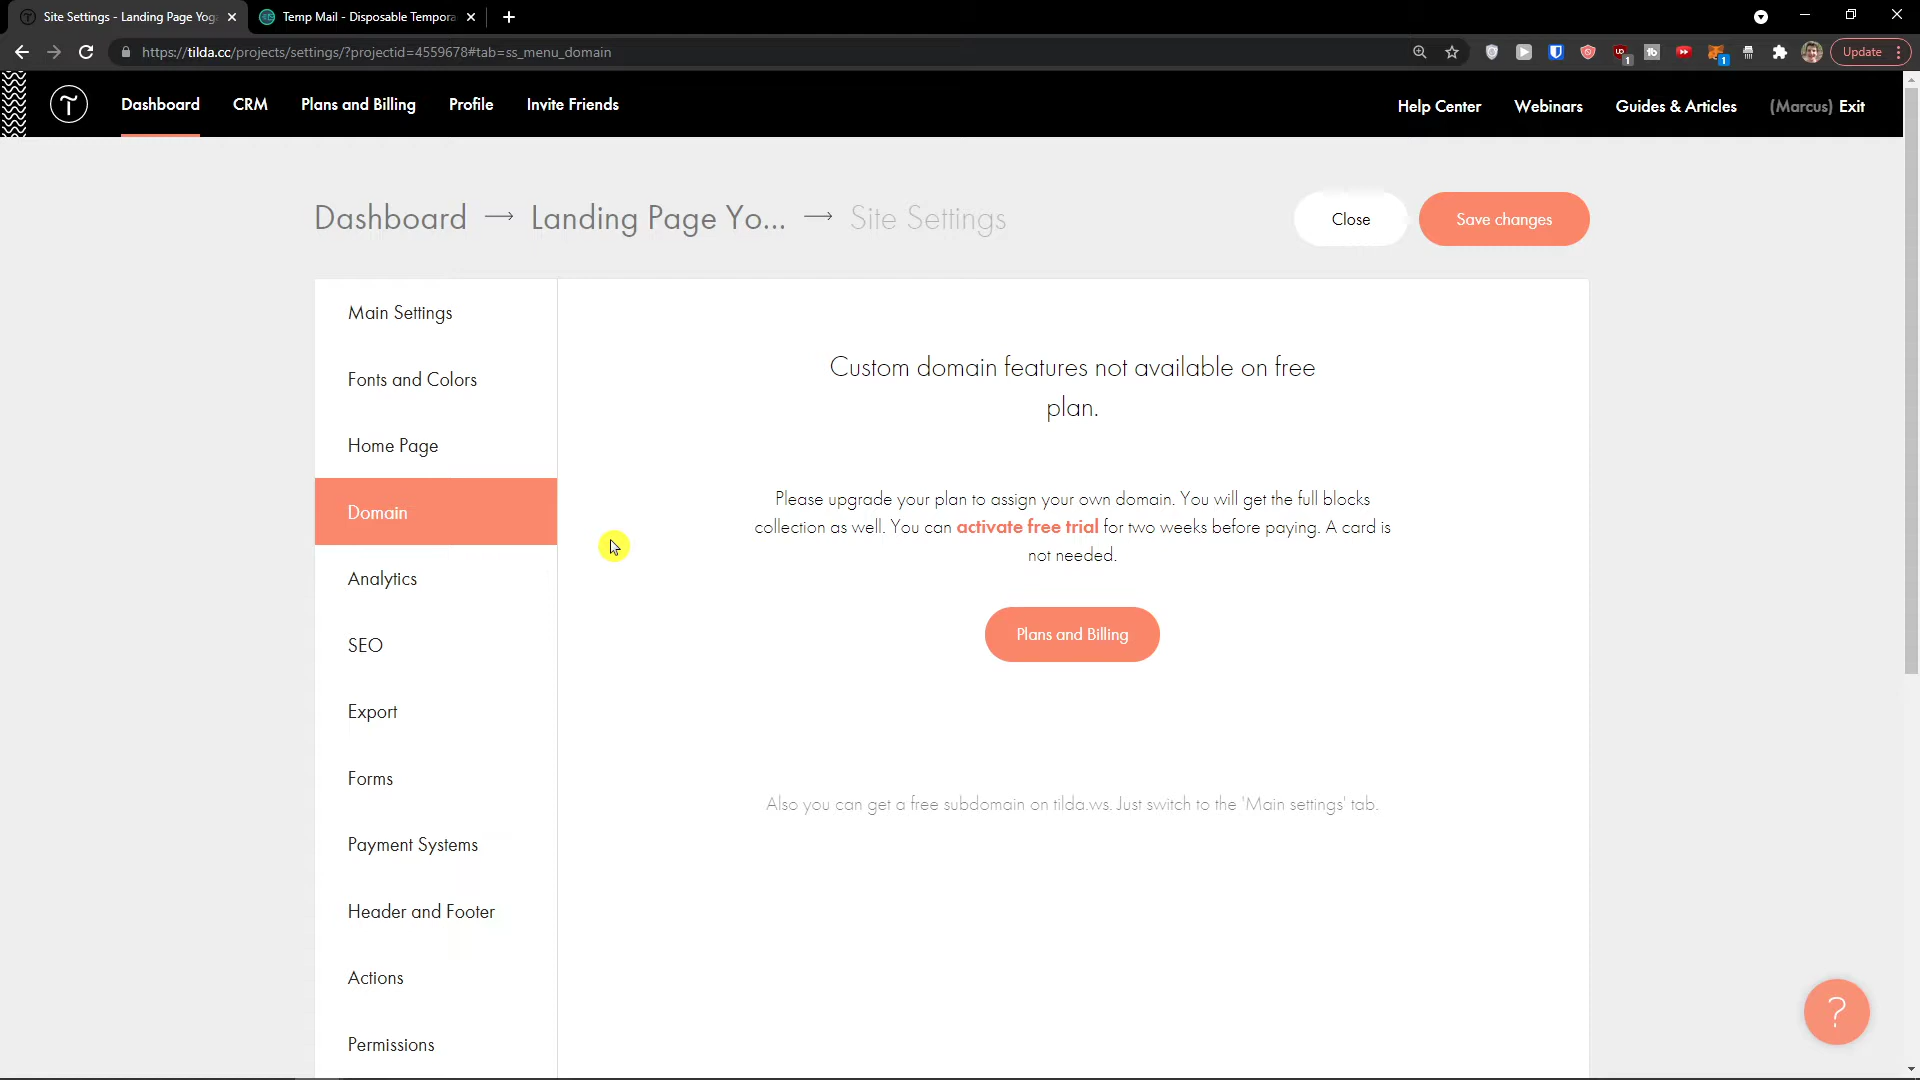 Site Settings - Landing Page Yog
Temp Mail - Disposable Tempora
https://tilda.cc/projects/settings/?projectid=4559678#tab=ss_menu_domain
1
1
Update
Dashboard
CRM
Plans and Billing
Profile
Invite Friends
Help Center
Webinars
Guides & Articles
(Marcus) Exit
Dashboard → Landing Page Yo... → Site Settings
Close
Save changes
Main Settings
Fonts and Colors
Home Page
Domain
Analytics
SEO
Export
Forms
Payment Systems
Header and Footer
Actions
Permissions
Custom domain features not available on free
plan.
Please upgrade your plan to assign your own domain. You will get the full blocks
collection as well. You can activate free trial for two weeks before paying. A card is
not needed.
Plans and Billing
Also you can get a free subdomain on tilda.ws. Just switch to the 'Main settings' tab.
?